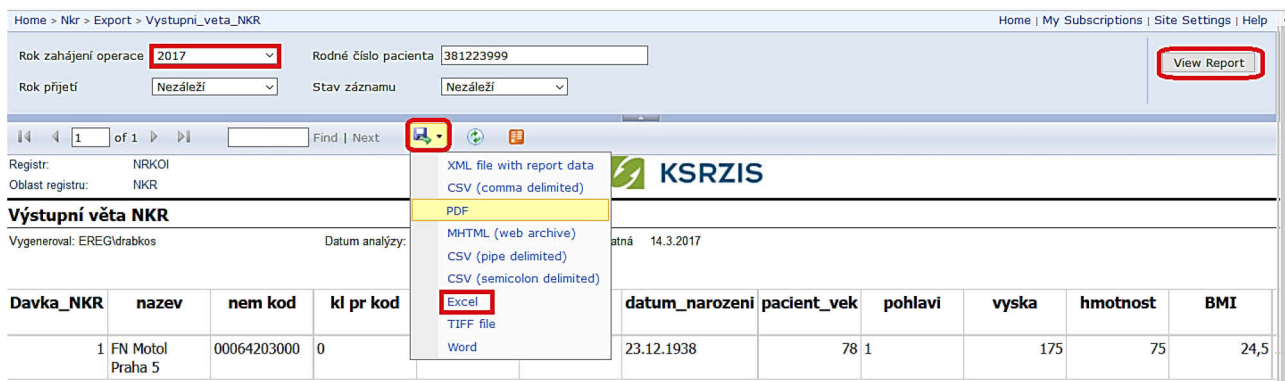 Home > Nkr > Export > Vystupní_veta_NKR Home | My Subscriptions | Site Settings | Help
Rok zahájení operace 2017 Rodné číslo pacienta 381223999 View Report
Rok přijetí Nezáleží Stav záznamu Nezáleží
1 of 1 Find | Next
Registr: NRKOI
Oblast registru: NKR
KSRZIS
XML file with report data
CSV (comma delimited)
PDF
MHTML (web archive)
CSV (pipe delimited)
CSV (semicolon delimited)
Excel
TIFF file
Word
Výstupní věta NKR
Vygeneroval: EREG\drabkos Datum analýzy: 14.3.2017
Davka_NKR nazev nem kod kl pr kod datum_narozeni pacient_vek pohlavi vyska hmotnost BMI
1 FN Motol 00064203000 0 23.12.1938 78 1 175 75 24,5
Praha 5